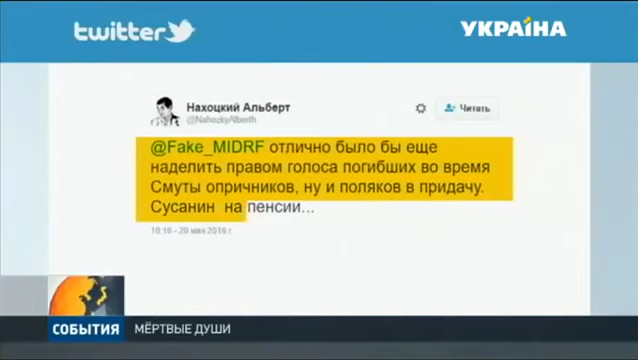 twitter
УКРАЇНА
Нахоцкий Альберт
@NahozkyAlberth
Читать
@Fake_MIDRF отлично было бы еще
наделить правом голоса погибших во время
Смуты опричников, ну и поляков в придачу.
Сусанин на пенсии...
10:16 - 20 мая 2016 г.
СОБЫТИЯ
МЁРТВЫЕ ДУШИ